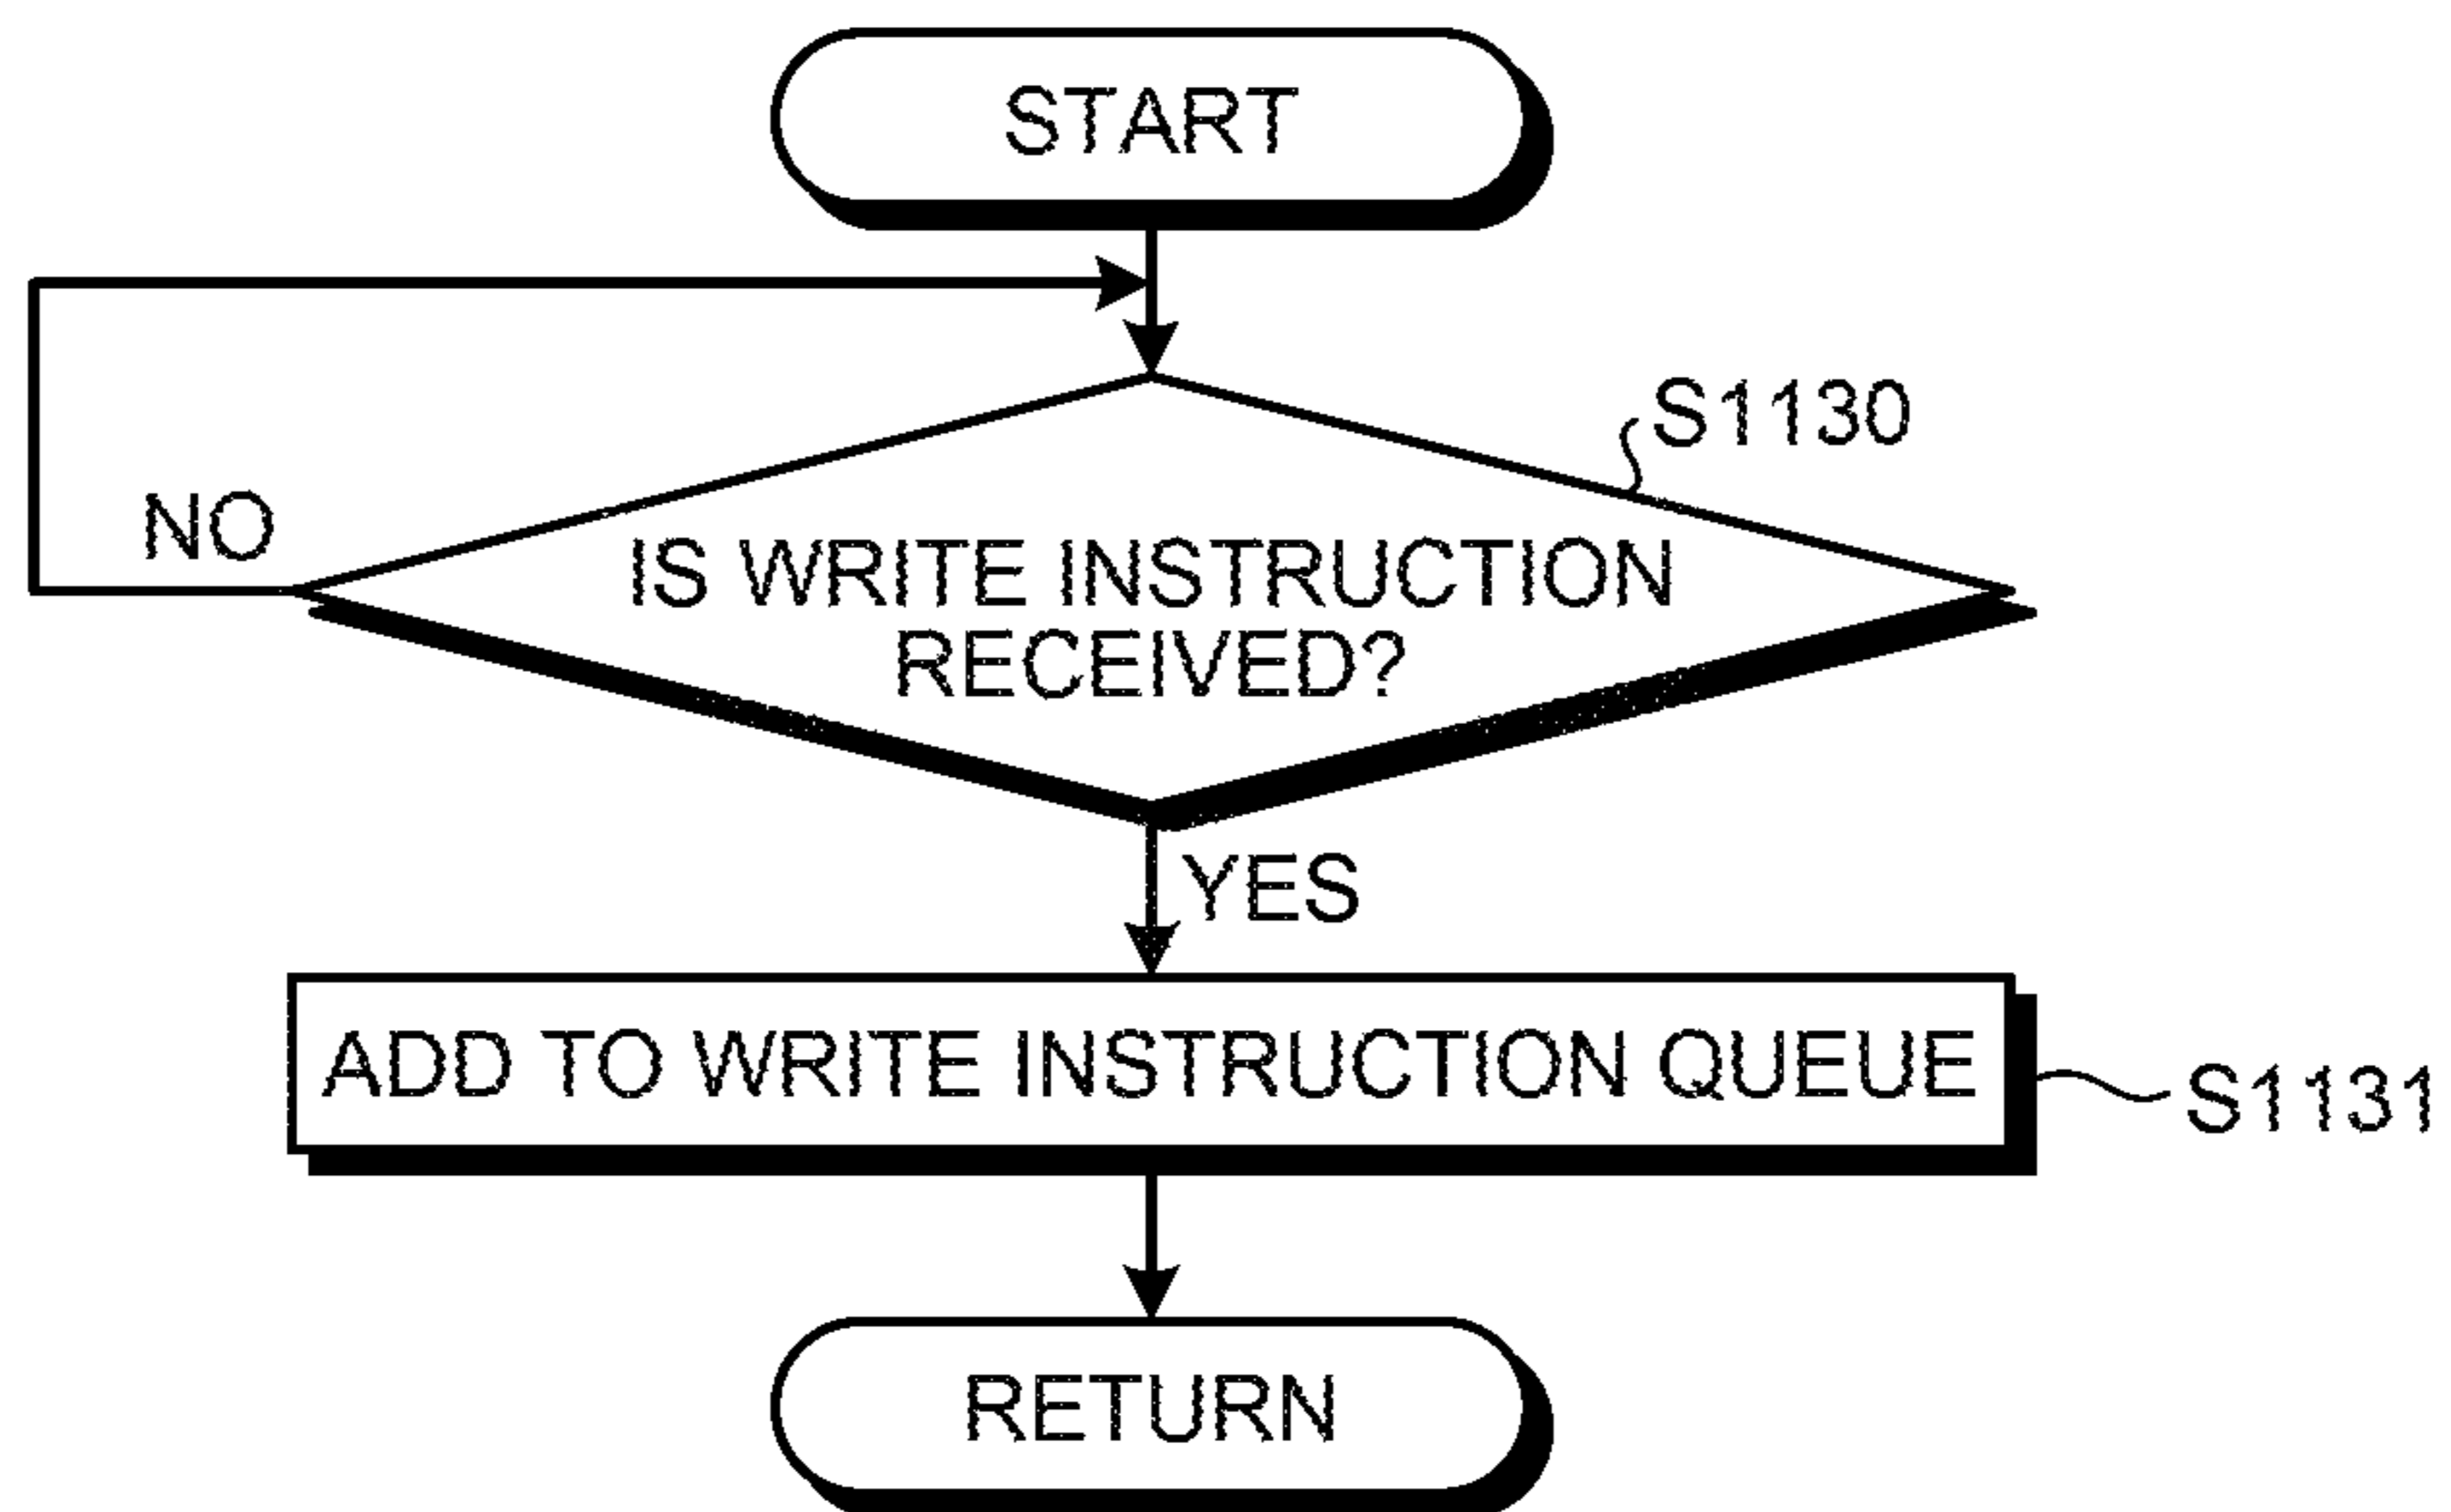 START
S1130
NO
IS WRITE INSTRUCTION
RECEIVED?
YES
ADD TO WRITE INSTRUCTION QUEUE
S1131
RETURN